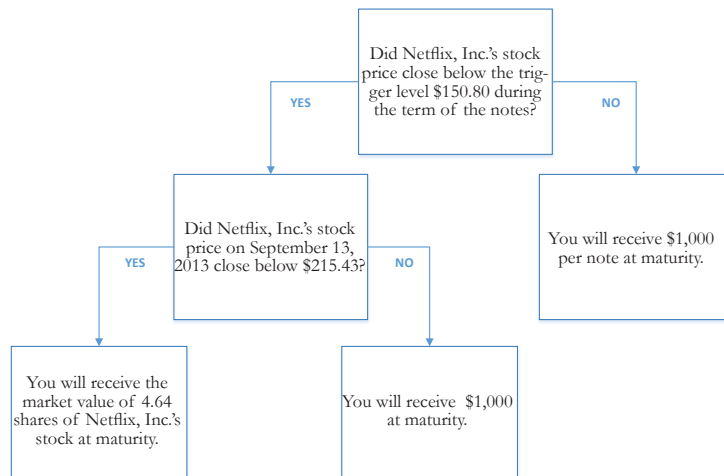 Did Netflix, Inc.'s stock
price close below the trig-
ger level $150.80 during
the term of the notes?
YES
NO
Did Netflix, Inc.'s stock
price on September 13,
2013 close below $215.43?
You will receive $1,000
per note at maturity.
YES
NO
You will receive the
market value of 4.64
shares of Netflix, Inc.'s
stock at maturity.
You will receive $1,000
at maturity.